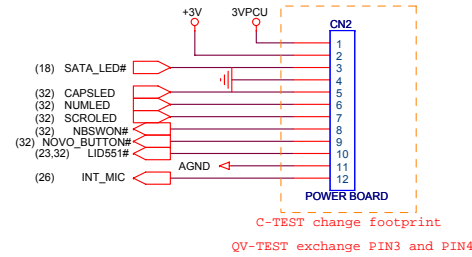 +3V 3VPCU
CN2
1
2
(18) SATA_LED# 3
4
(32) CAPSLED 5
(32) NUMLED 6
(32) SCROLED 7
(32) NBSWON# 8
(32) NOVO_BUTTON# 9
(23,32) LID551# 10
AGND 11
(26) INT_MIC 12
POWER BOARD
C-TEST change footprint
QV-TEST exchange PIN3 and PIN4